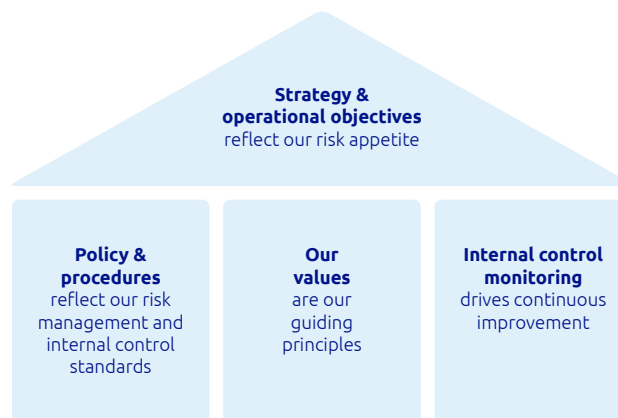 Strategy &
operational objectives
reflect our risk appetite
Policy &
procedures
reflect our risk
management and
internal control
standards
Our
values
are our
guiding
principles
Internal control
monitoring
drives continuous
improvement